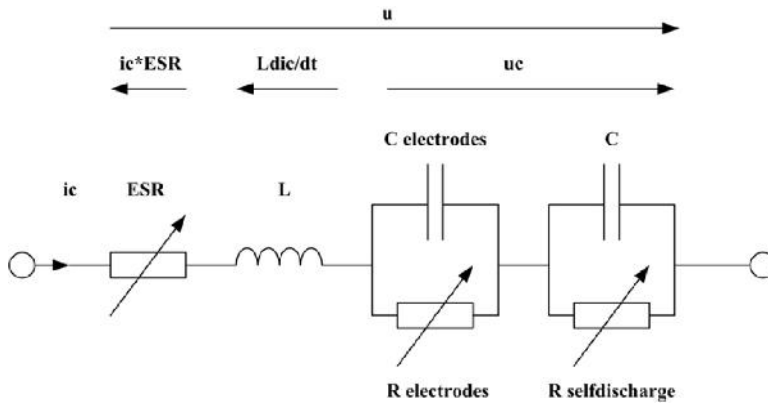 u
ic*ESR Ldic/dt uc
C electrodes C
ic ESR L
R electrodes R selfdischarge